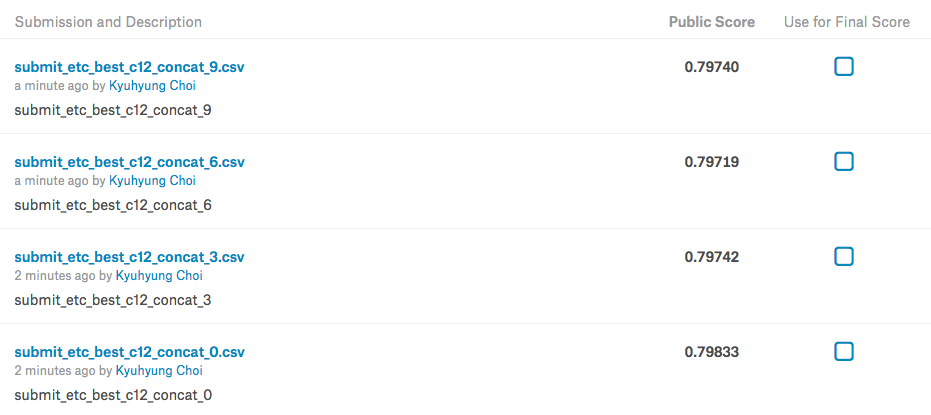 Submission and Description Public Score Use for Final Score
submit_etc_best_c12_concat_9.csv 0.79740
a minute ago by Kyuhyung Choi
submit_etc_best_c12_concat_9
submit_etc_best_c12_concat_6.csv 0.79719
a minute ago by Kyuhyung Choi
submit_etc_best_c12_concat_6
submit_etc_best_c12_concat_3.csv 0.79742
2 minutes ago by Kyuhyung Choi
submit_etc_best_c12_concat_3
submit_etc_best_c12_concat_0.csv 0.79833
2 minutes ago by Kyuhyung Choi
submit_etc_best_c12_concat_0